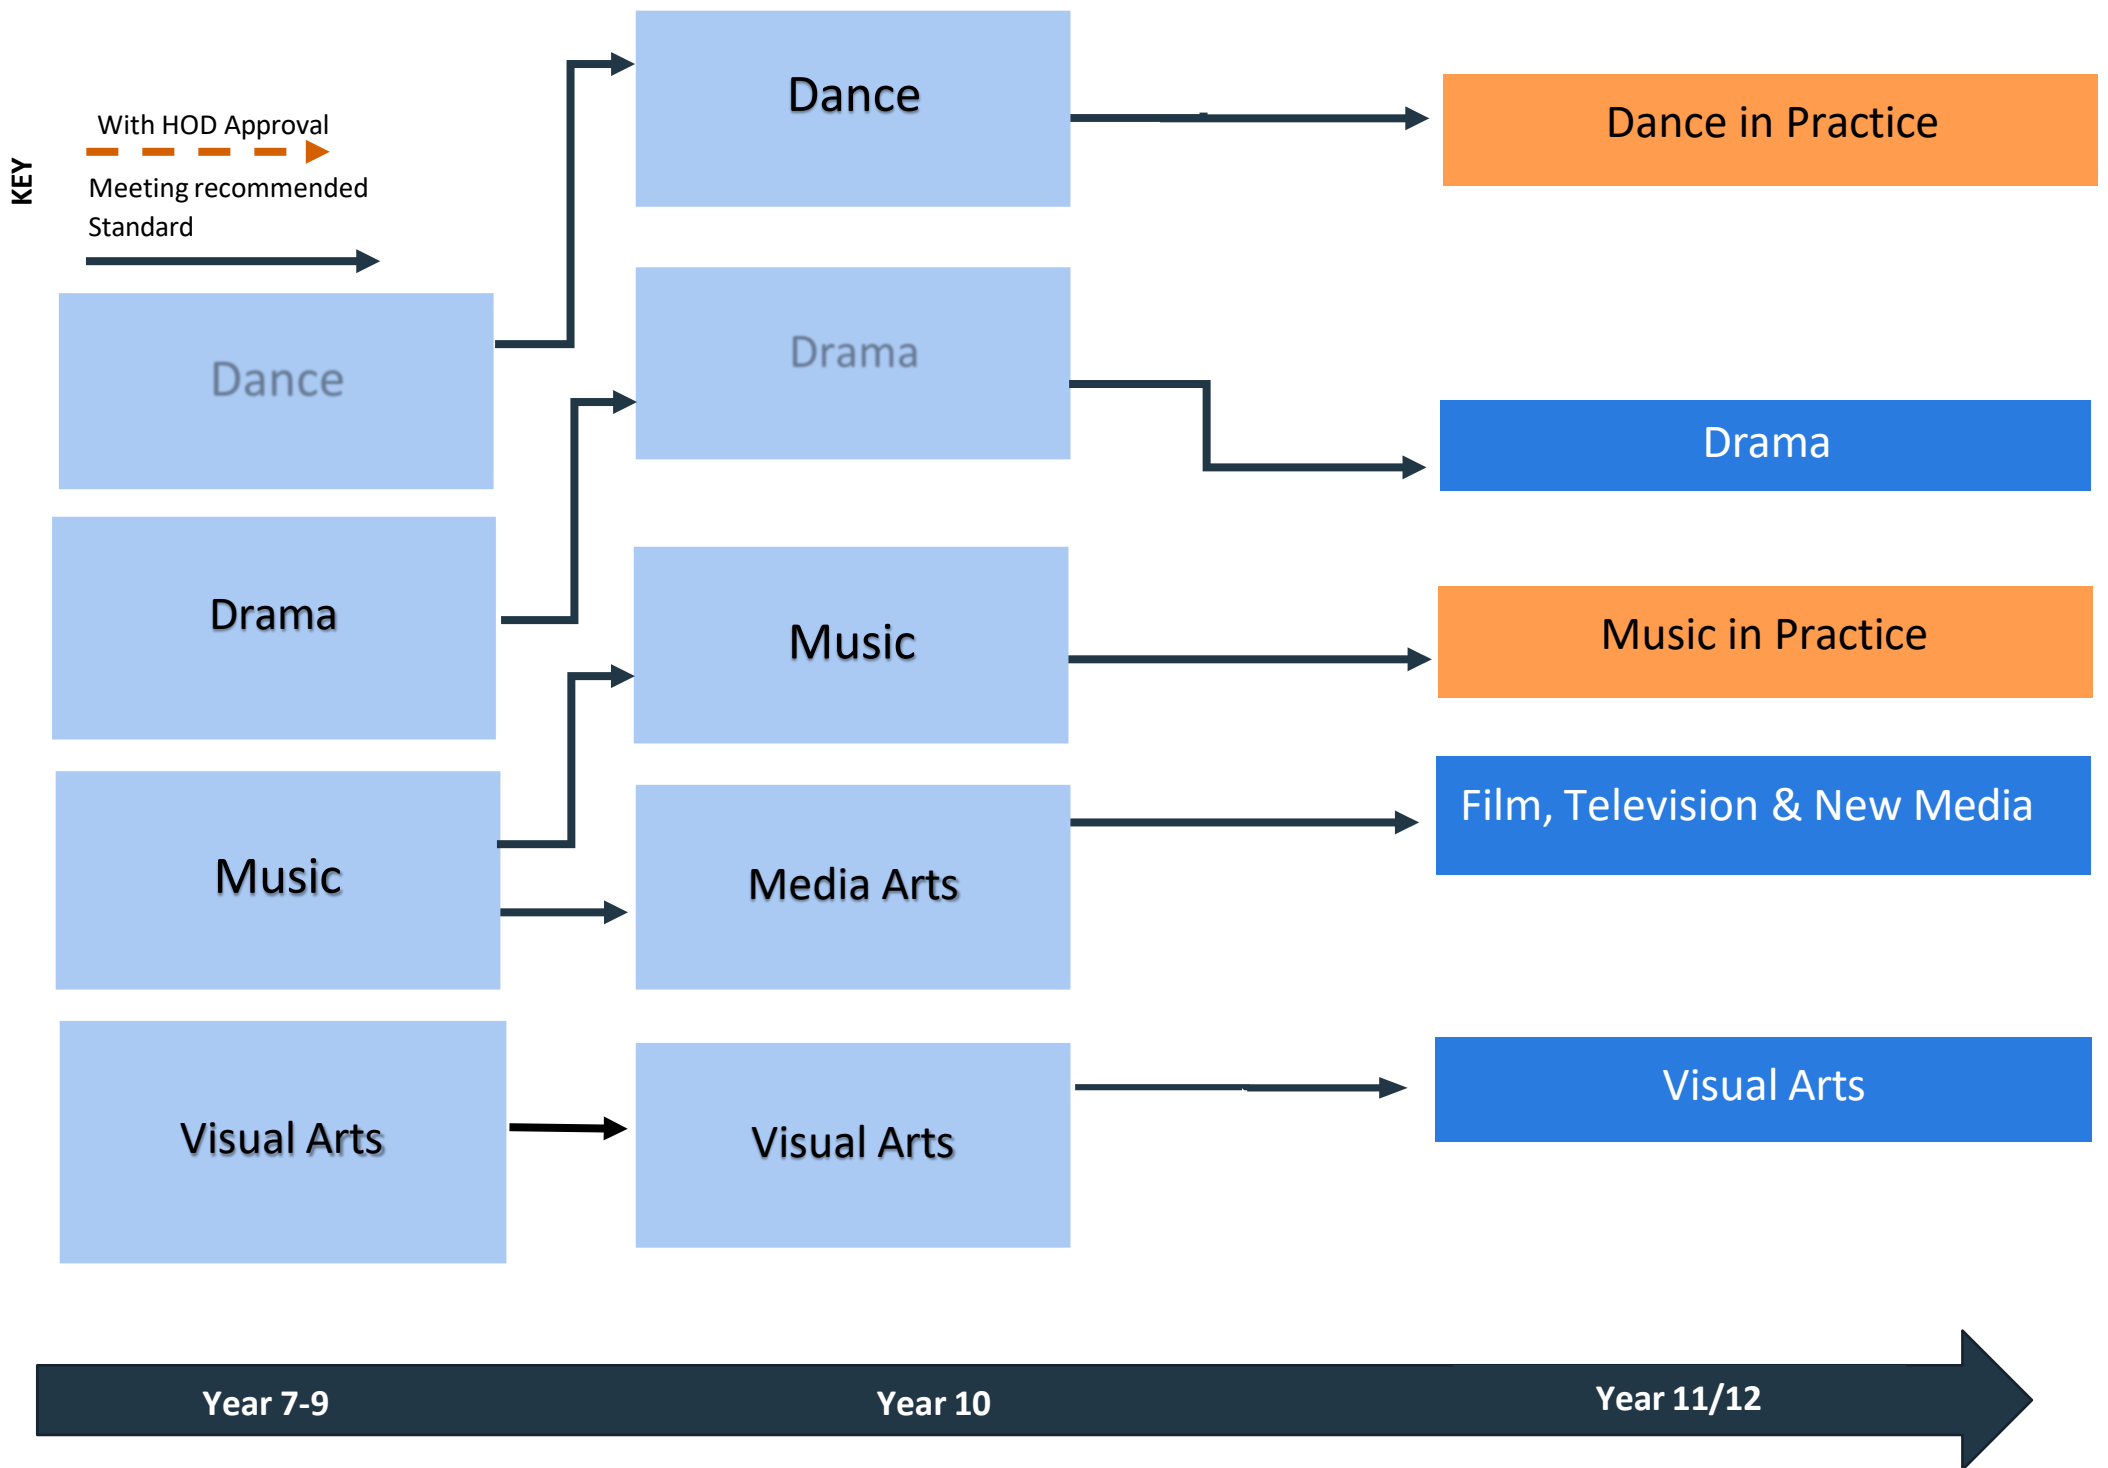 KEY
With HOD Approval
Meeting recommended
Standard
Dance
Drama
Music
Visual Arts
Dance
Drama
Music
Media Arts
Visual Arts
Dance in Practice
Drama
Music in Practice
Film, Television & New Media
Visual Arts
Year 7-9
Year 10
Year 11/12